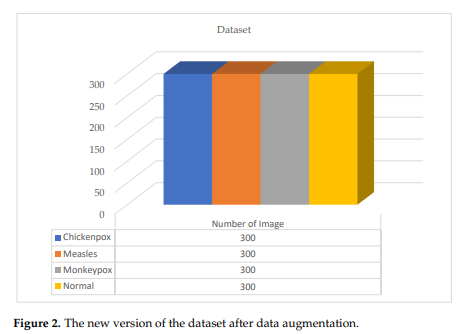 Dataset
300
250
200
150
100
50
0
Number of Image
Chickenpox 300
Measles 300
Monkeypox 300
Normal 300
Figure 2. The new version of the dataset after data augmentation.